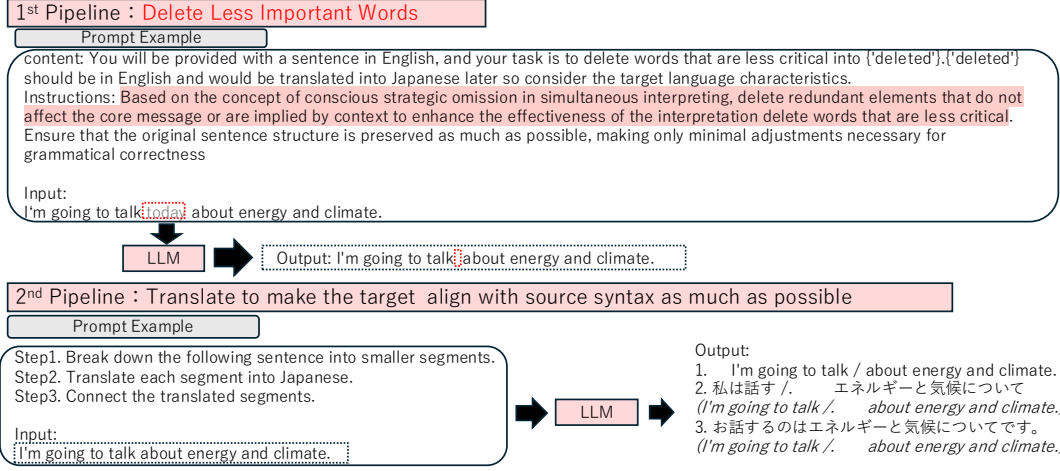 1st Pipeline：Delete Less Important Words
Prompt Example
content: You will be provided with a sentence in English, and your task is to delete words that are less critical into {'deleted'}.{'deleted'}
should be in English and would be translated into Japanese later so consider the target language characteristics.
Instructions: Based on the concept of conscious strategic omission in simultaneous interpreting, delete redundant elements that do not
affect the core message or are implied by context to enhance the effectiveness of the interpretation delete words that are less critical.
Ensure that the original sentence structure is preserved as much as possible, making only minimal adjustments necessary for
grammatical correctness
Input:
I'm going to talk today about energy and climate.
LLM
Output: I'm going to talk about energy and climate.
2nd Pipeline：Translate to make the target align with source syntax as much as possible
Prompt Example
Step1. Break down the following sentence into smaller segments.
Step2. Translate each segment into Japanese.
Step3. Connect the translated segments.
Input:
I'm going to talk about energy and climate.
LLM
Output:
1. I'm going to talk / about energy and climate.
2. 私は話す /. エネルギーと気候について
(I'm going to talk /. about energy and climate.
3. お話するのはエネルギーと気候についてです。
(I'm going to talk /. about energy and climate.